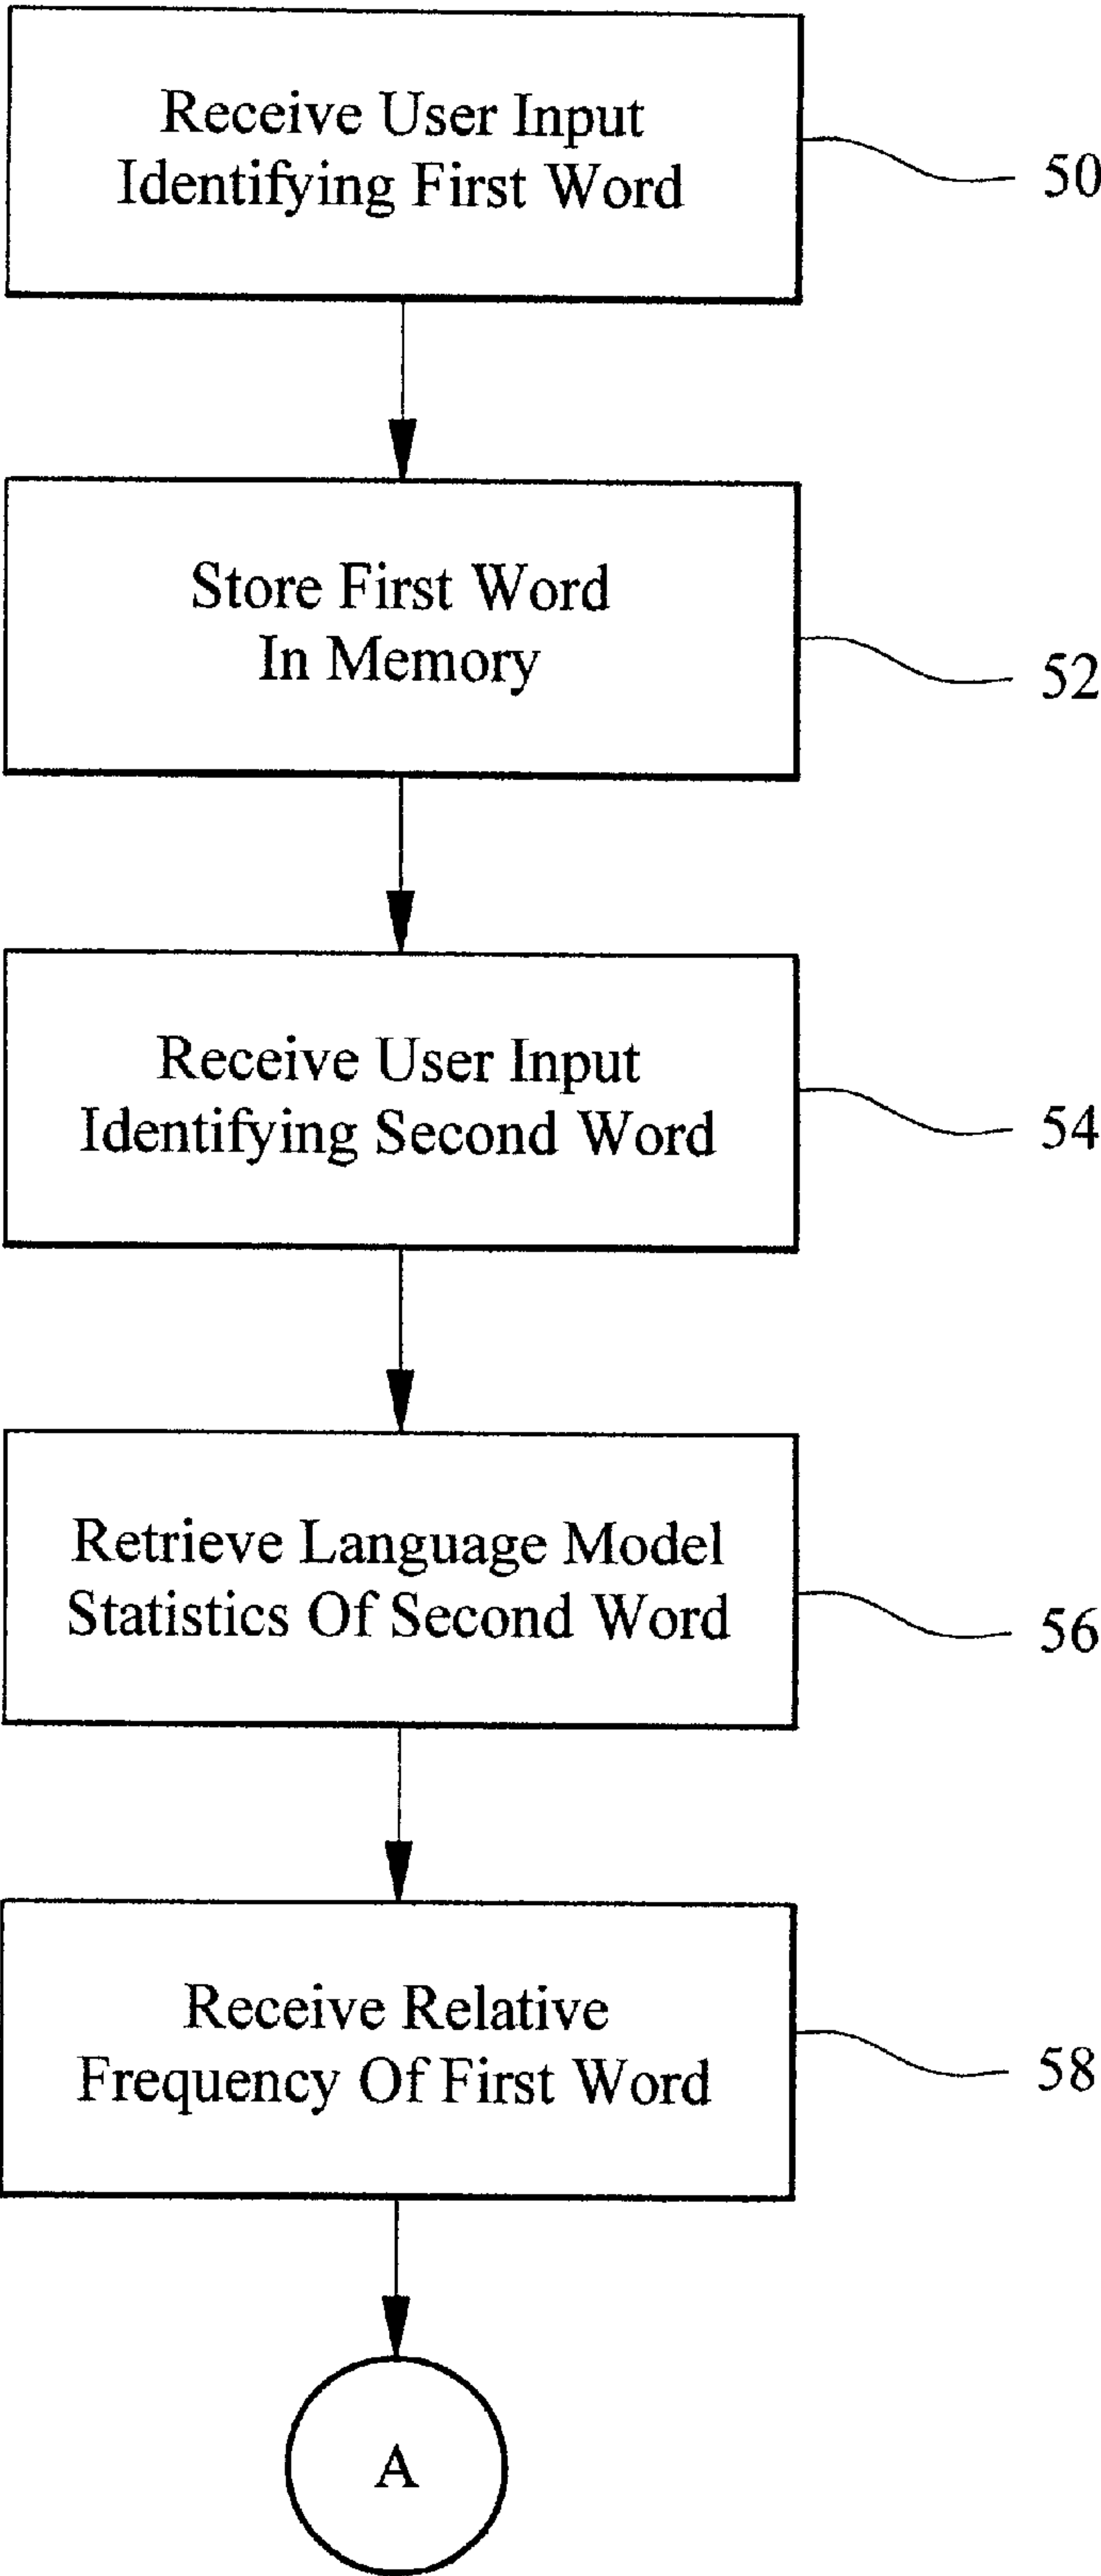 Receive User Input
Identifying First Word
50
Store First Word
In Memory
52
Receive User Input
Identifying Second Word
54
Retrieve Language Model
Statistics Of Second Word
56
Receive Relative
Frequency Of First Word
58
A